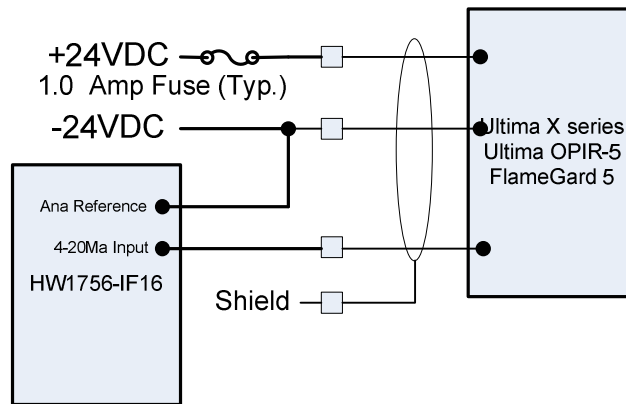 +24VDC
1.0 Amp Fuse (Typ.)
-24VDC
Ultima X series
Ultima OPIR-5
FlameGard 5
Ana Reference
4-20Ma Input
HW1756-IF16
Shield